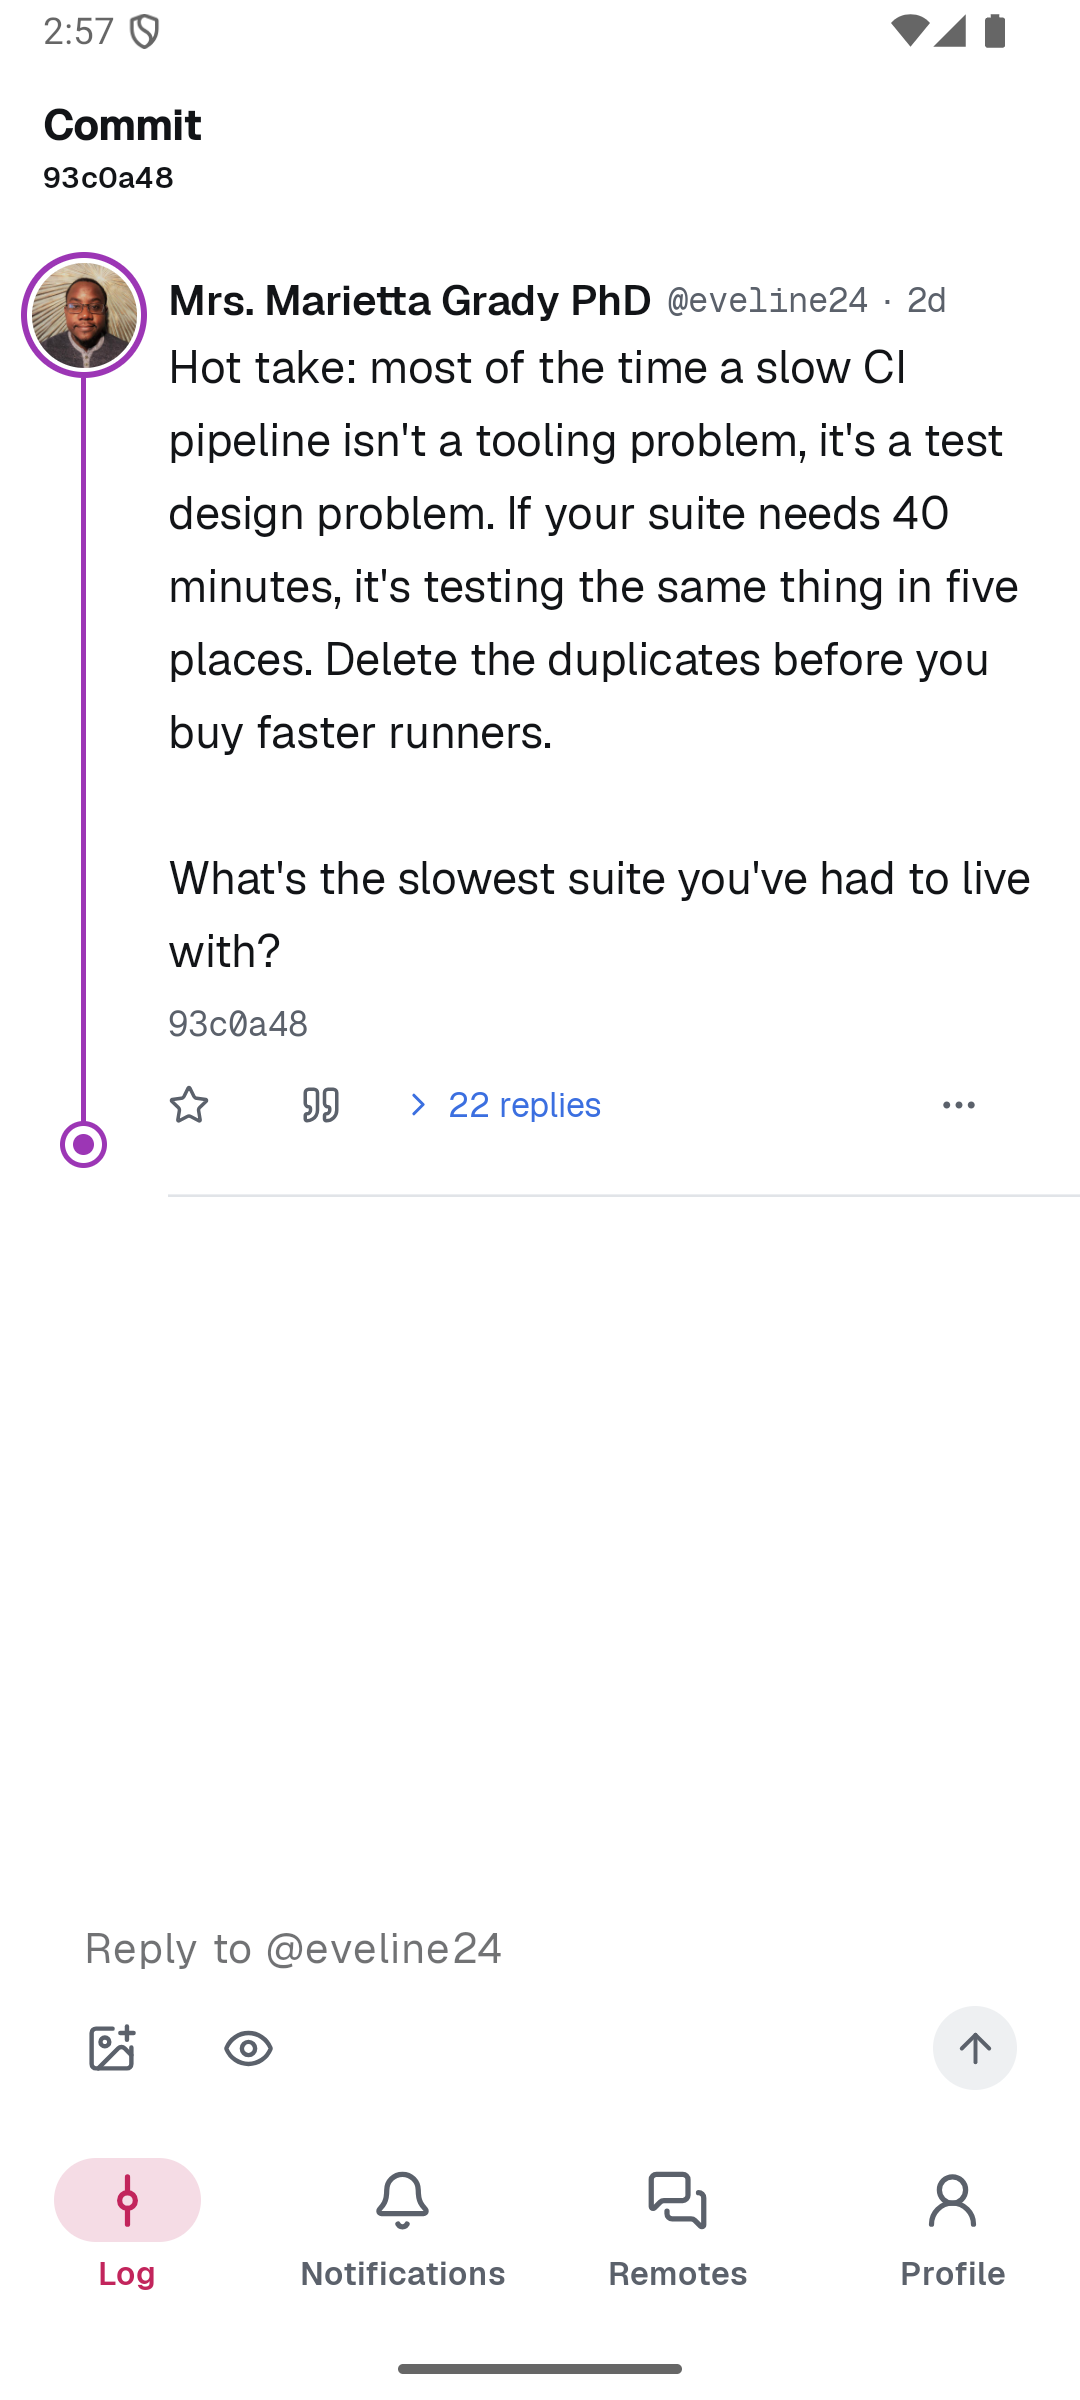 2:57
Commit
93c0a48
Mrs. Marietta Grady PhD @eveline24 · 2d
Hot take: most of the time a slow CI
pipeline isn't a tooling problem, it's a test
design problem. If your suite needs 40
minutes, it's testing the same thing in five
places. Delete the duplicates before you
buy faster runners.
What's the slowest suite you've had to live
with?
93c0a48
22 replies
Reply to @eveline24
Log
Notifications
Remotes
Profile